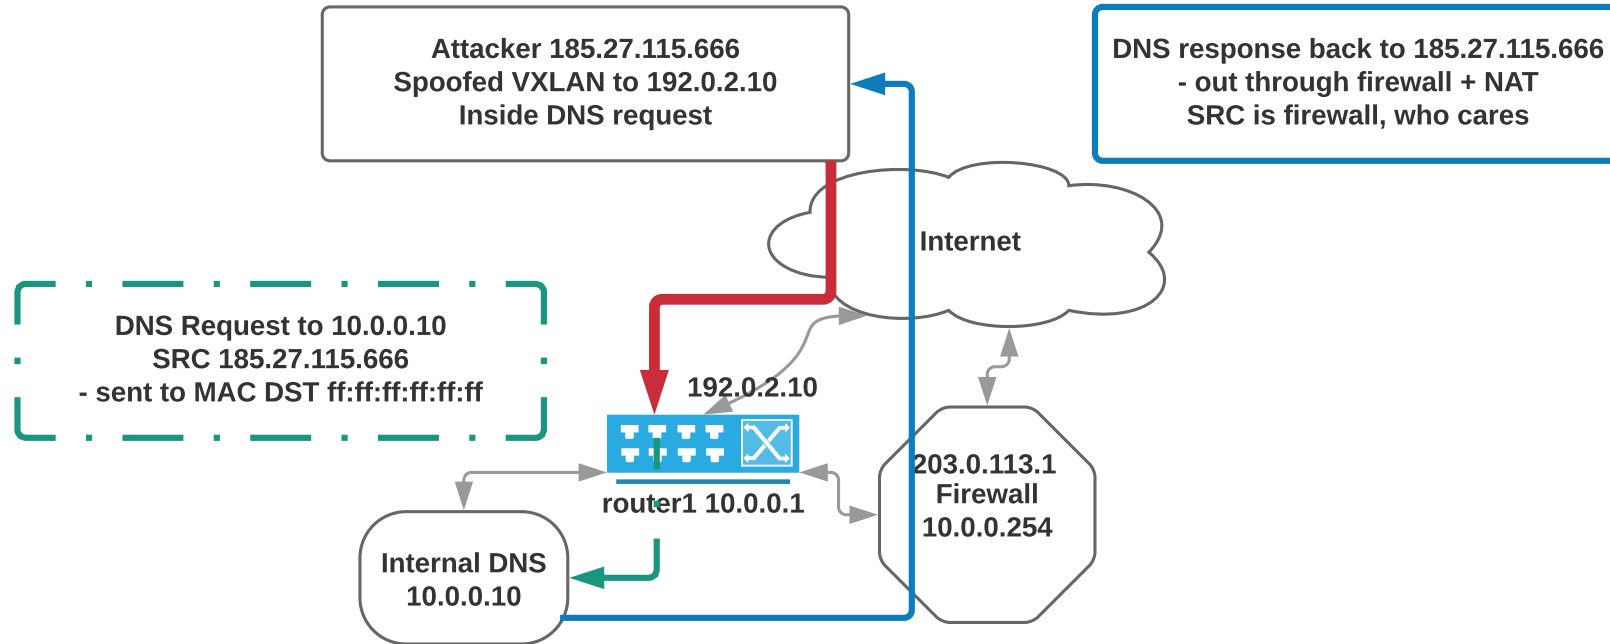 Attacker 185.27.115.666
Spoofed VXLAN to 192.0.2.10
Inside DNS request
DNS response back to 185.27.115.666
- out through firewall + NAT
SRC is firewall, who cares
Internet
DNS Request to 10.0.0.10
SRC 185.27.115.666
- sent to MAC DST ff:ff:ff:ff:ff:ff
192.0.2.10
203.0.113.1
Firewall
10.0.0.254
router1 10.0.0.1
Internal DNS
10.0.0.10